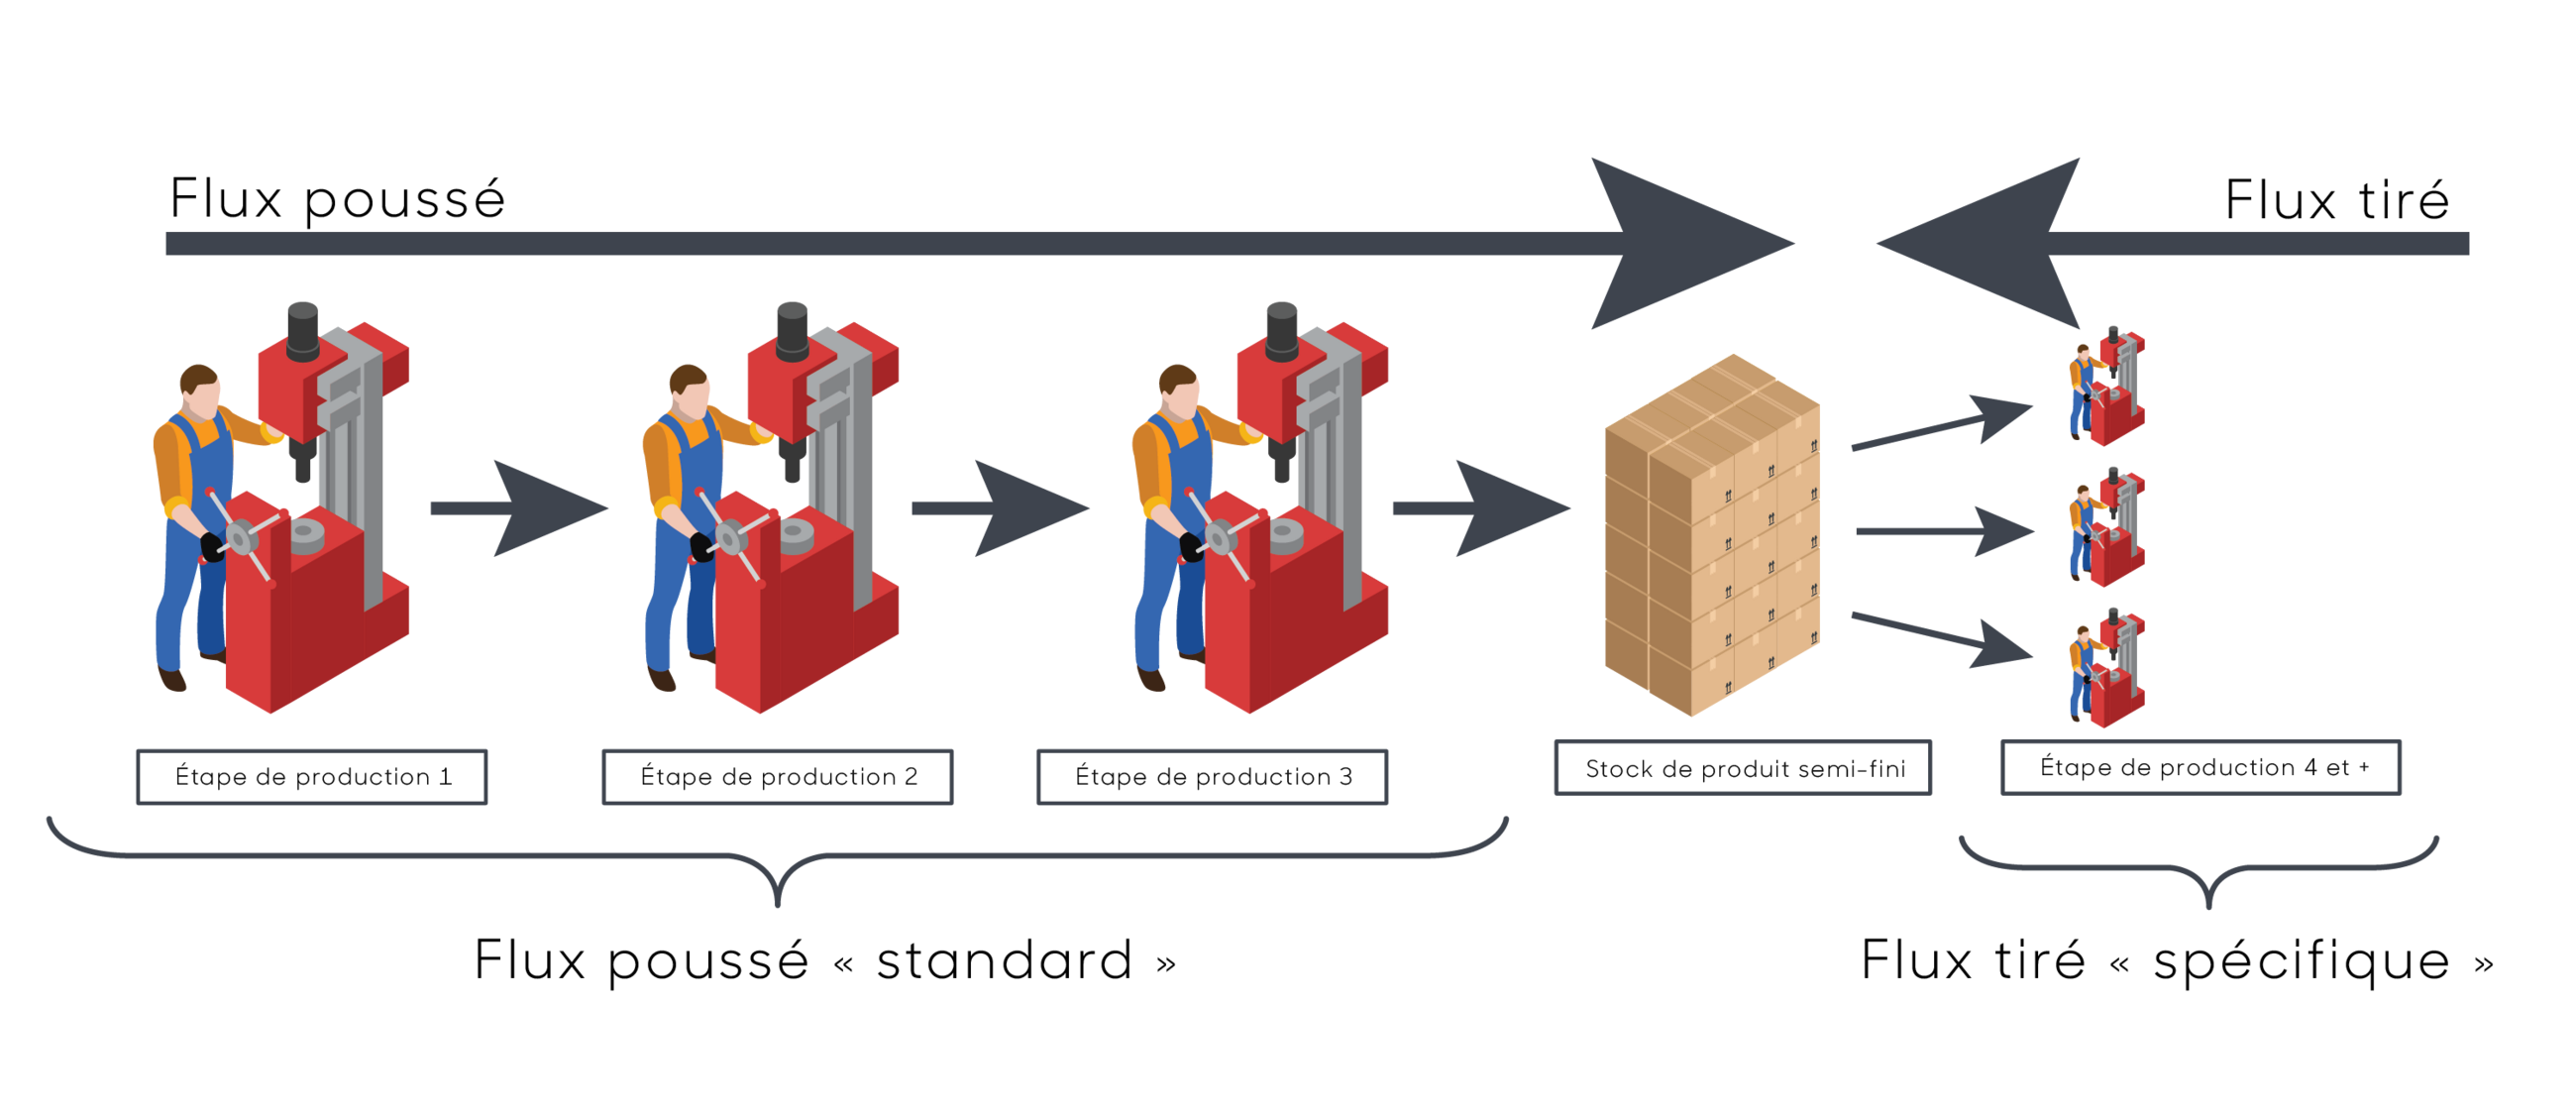 Flux poussé
Flux tiré
Étape de production 1
Étape de production 2
Étape de production 3
Stock de produit semi-fini
Étape de production 4 et +
Flux poussé « standard »
Flux tiré « spécifique »